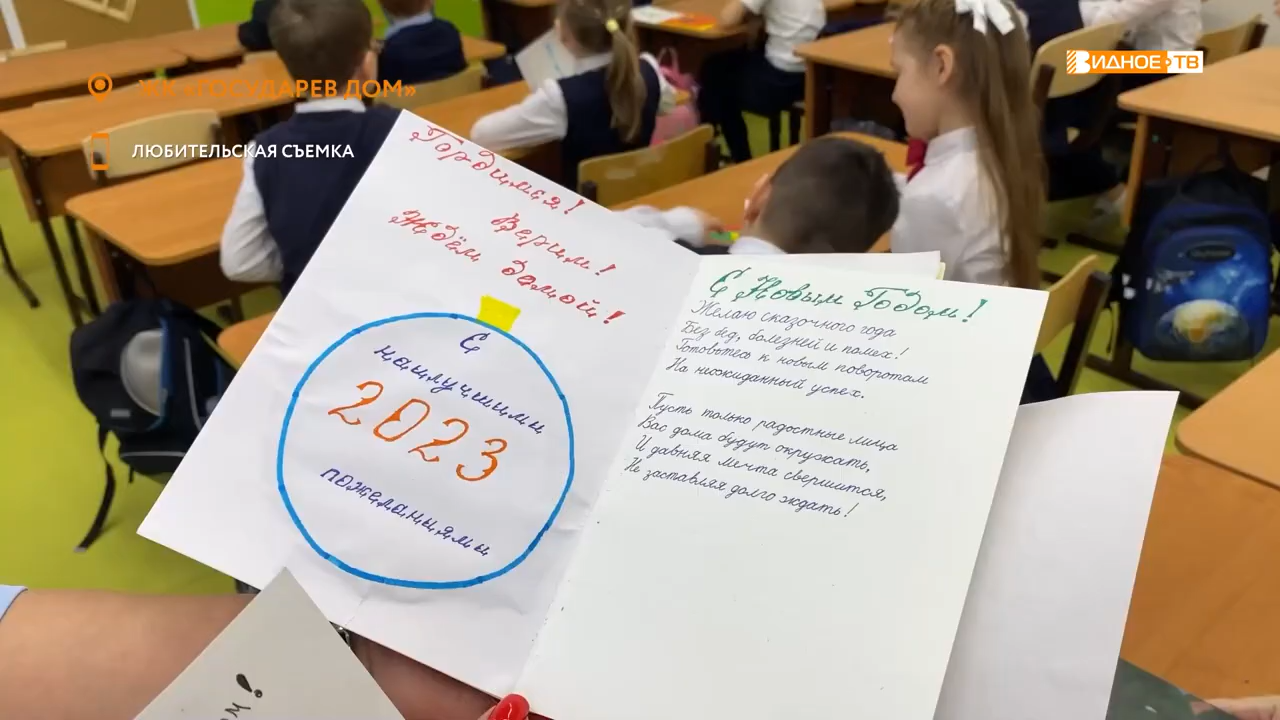 ЖК «ГОСУДАРЕВ ДОМ»
ЛЮБИТЕЛЬСКАЯ СЪЕМКА
ВИДНОЕ-ТВ
Гордимся!
Верим!
Ждём домой!
С
наилучшими
2023
пожеланиями
С Новым Годом!
Желаю сказочного года
Без бед, болезней и помех!
Готовьтесь к новым поворотам
На неожиданный успех.
Пусть только радостные лица
Вас дома будут окружать,
И давняя мечта свершится,
Не заставляя долго ждать!